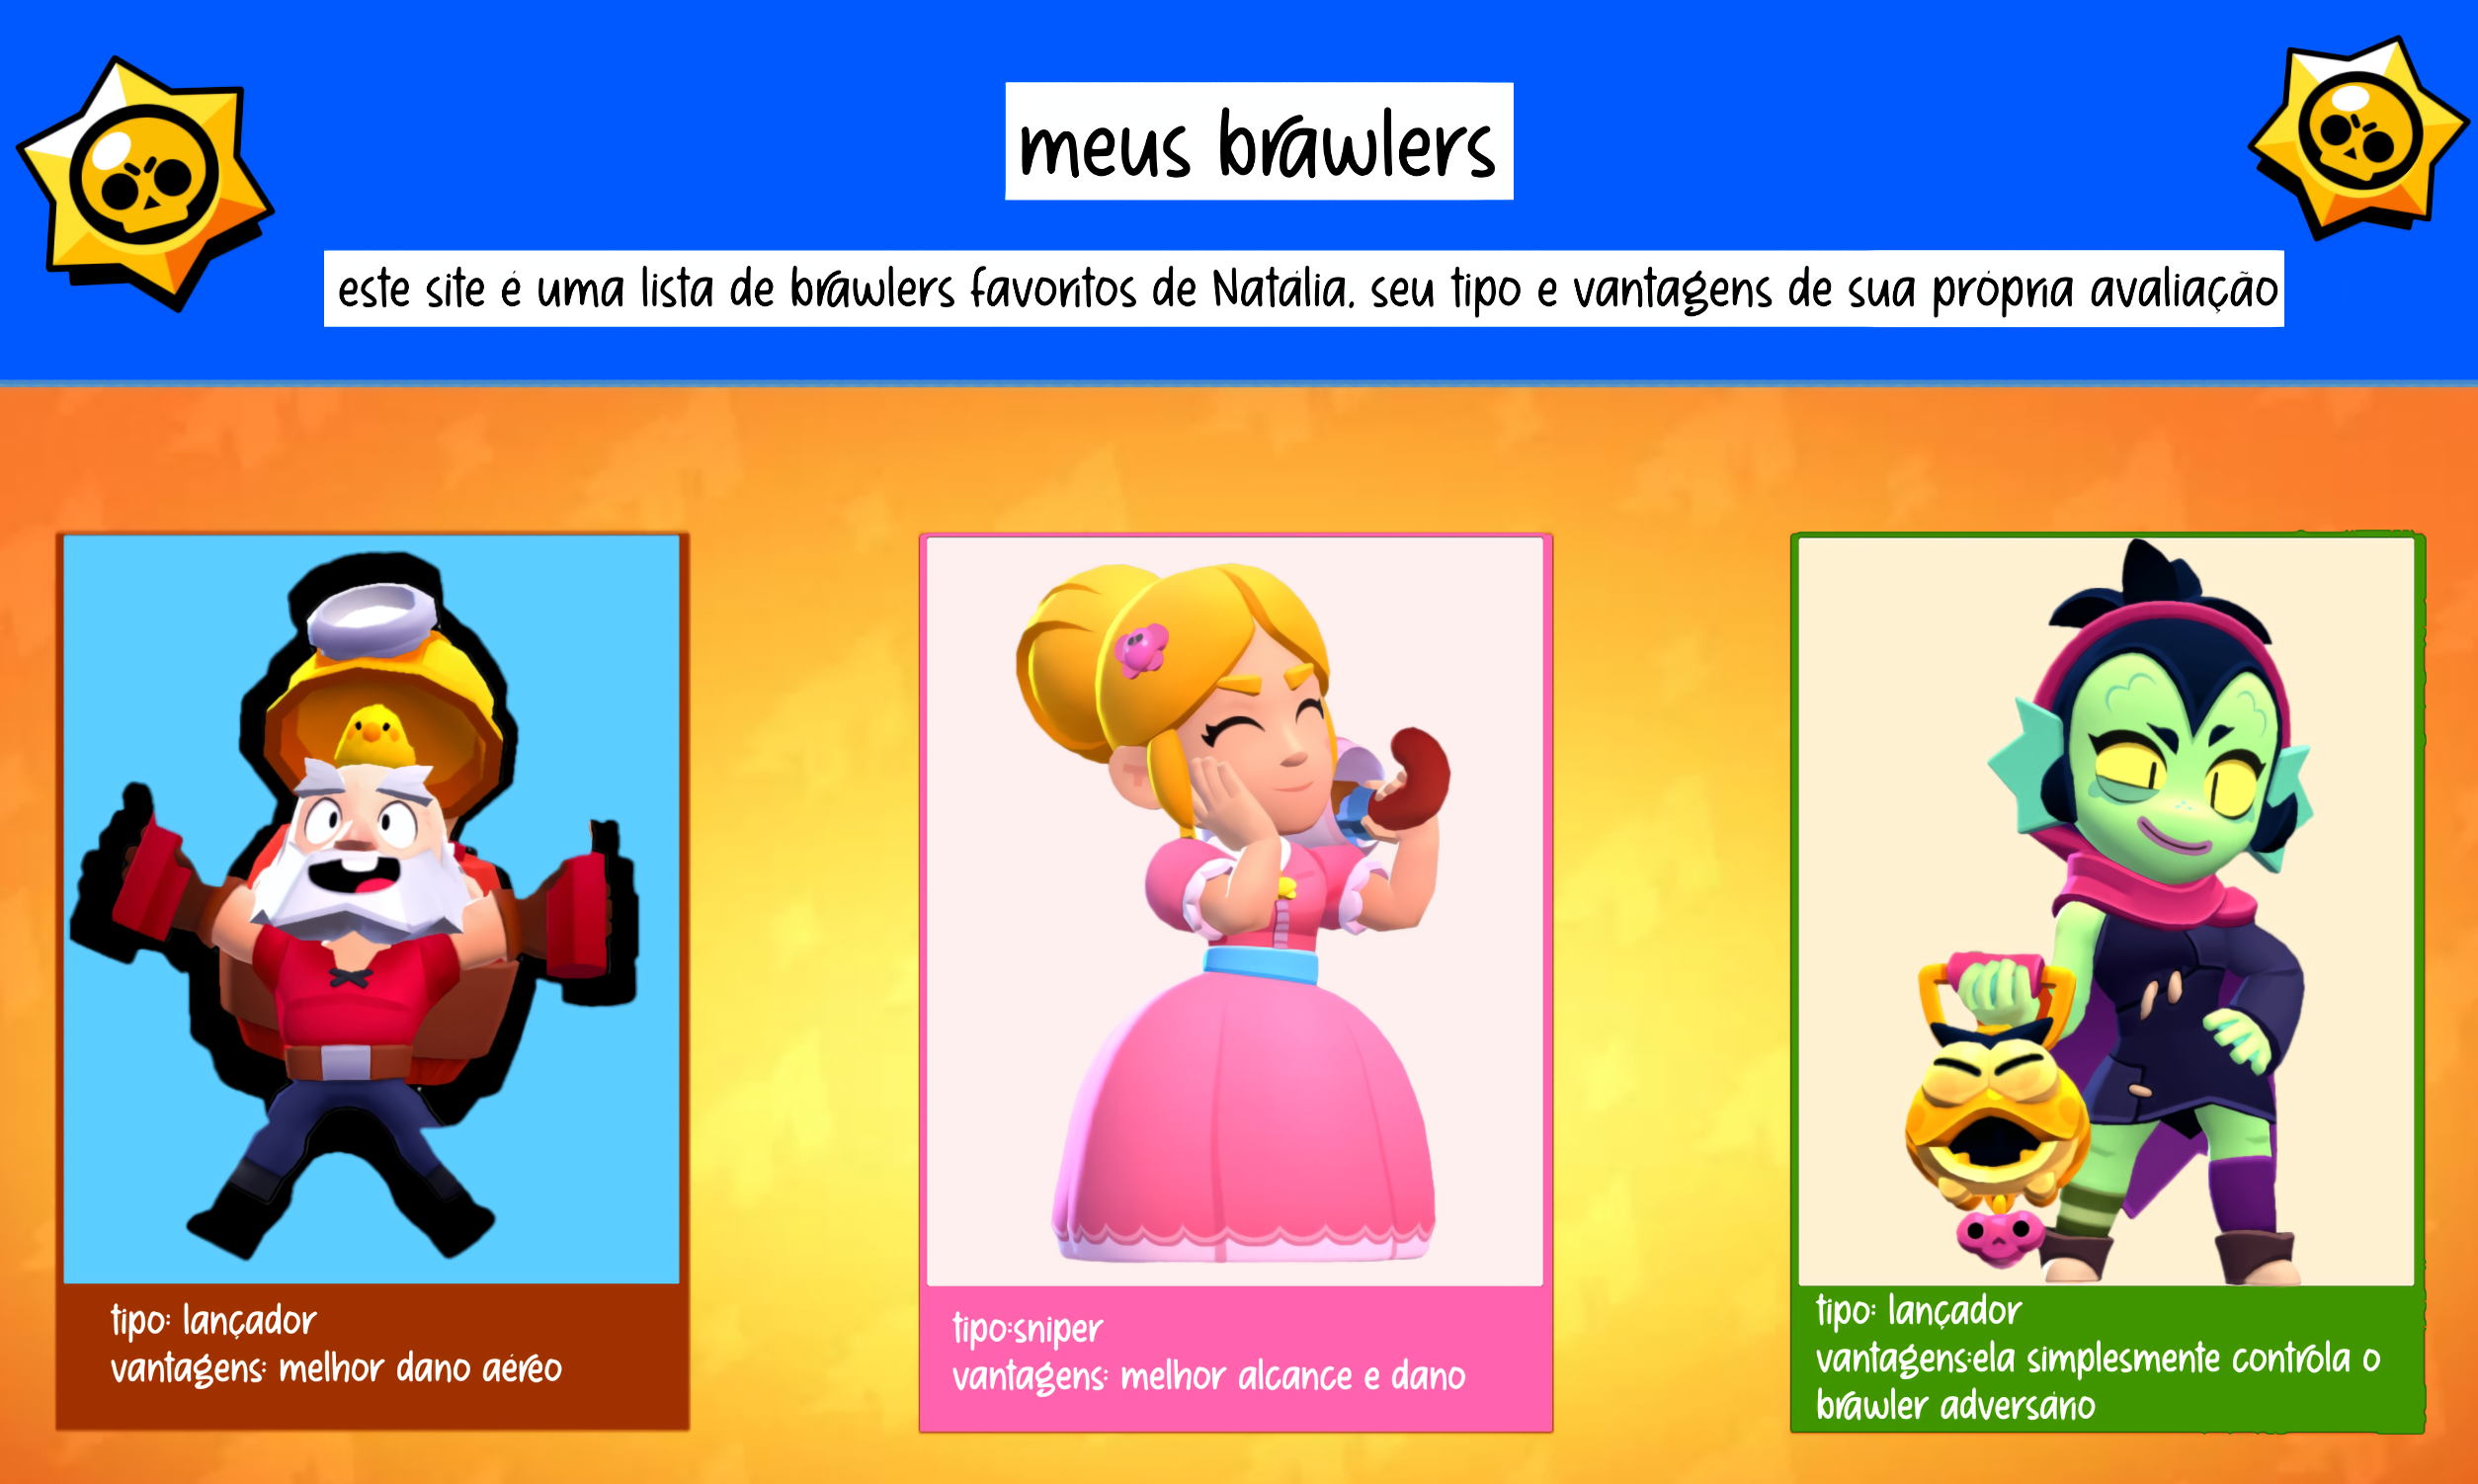 meus brawlers
este site é uma lista de brawlers favoritos de Natália. seu tipo e vantagens de sua própria avaliação
tipo: lançador
vantagens: melhor dano aéreo
tipo:sniper
vantagens: melhor alcance e dano
tipo: lançador
vantagens:ela simplesmente controla o
brawler adversário